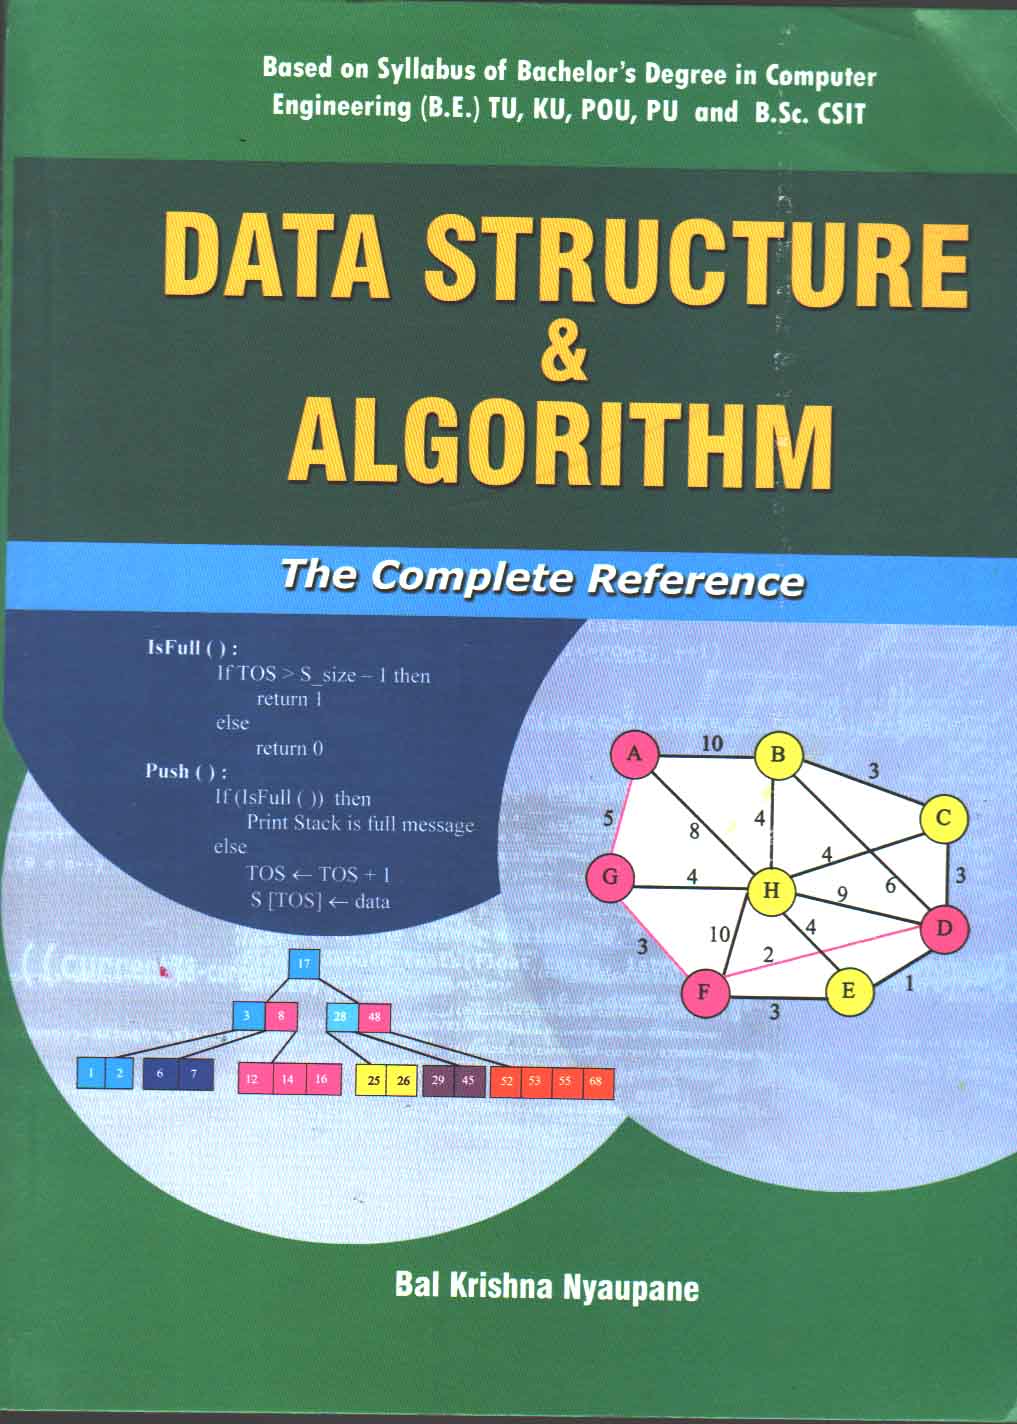 Based on Syllabus of Bachelor's Degree in Computer
Engineering (B.E.) TU, KU, POU, PU and B.Sc. CSIT
DATA STRUCTURE
&
ALGORITHM
The Complete Reference
IsFull ( ) :
If TOS > S_size – 1 then
return 1
else
return 0
Push ( ) :
If (IsFull ( )) then
Print Stack is full message
else
TOS ← TOS + 1
S [TOS] ← data
A 10 B
3
C
5 8 4 4
G 4 H 9 6 3
D
3 10 2 4
F 3 E 1
17
3 8 28 48
1 2 6 7 12 14 16 25 26 29 45 52 53 55 68
Bal Krishna Nyaupane